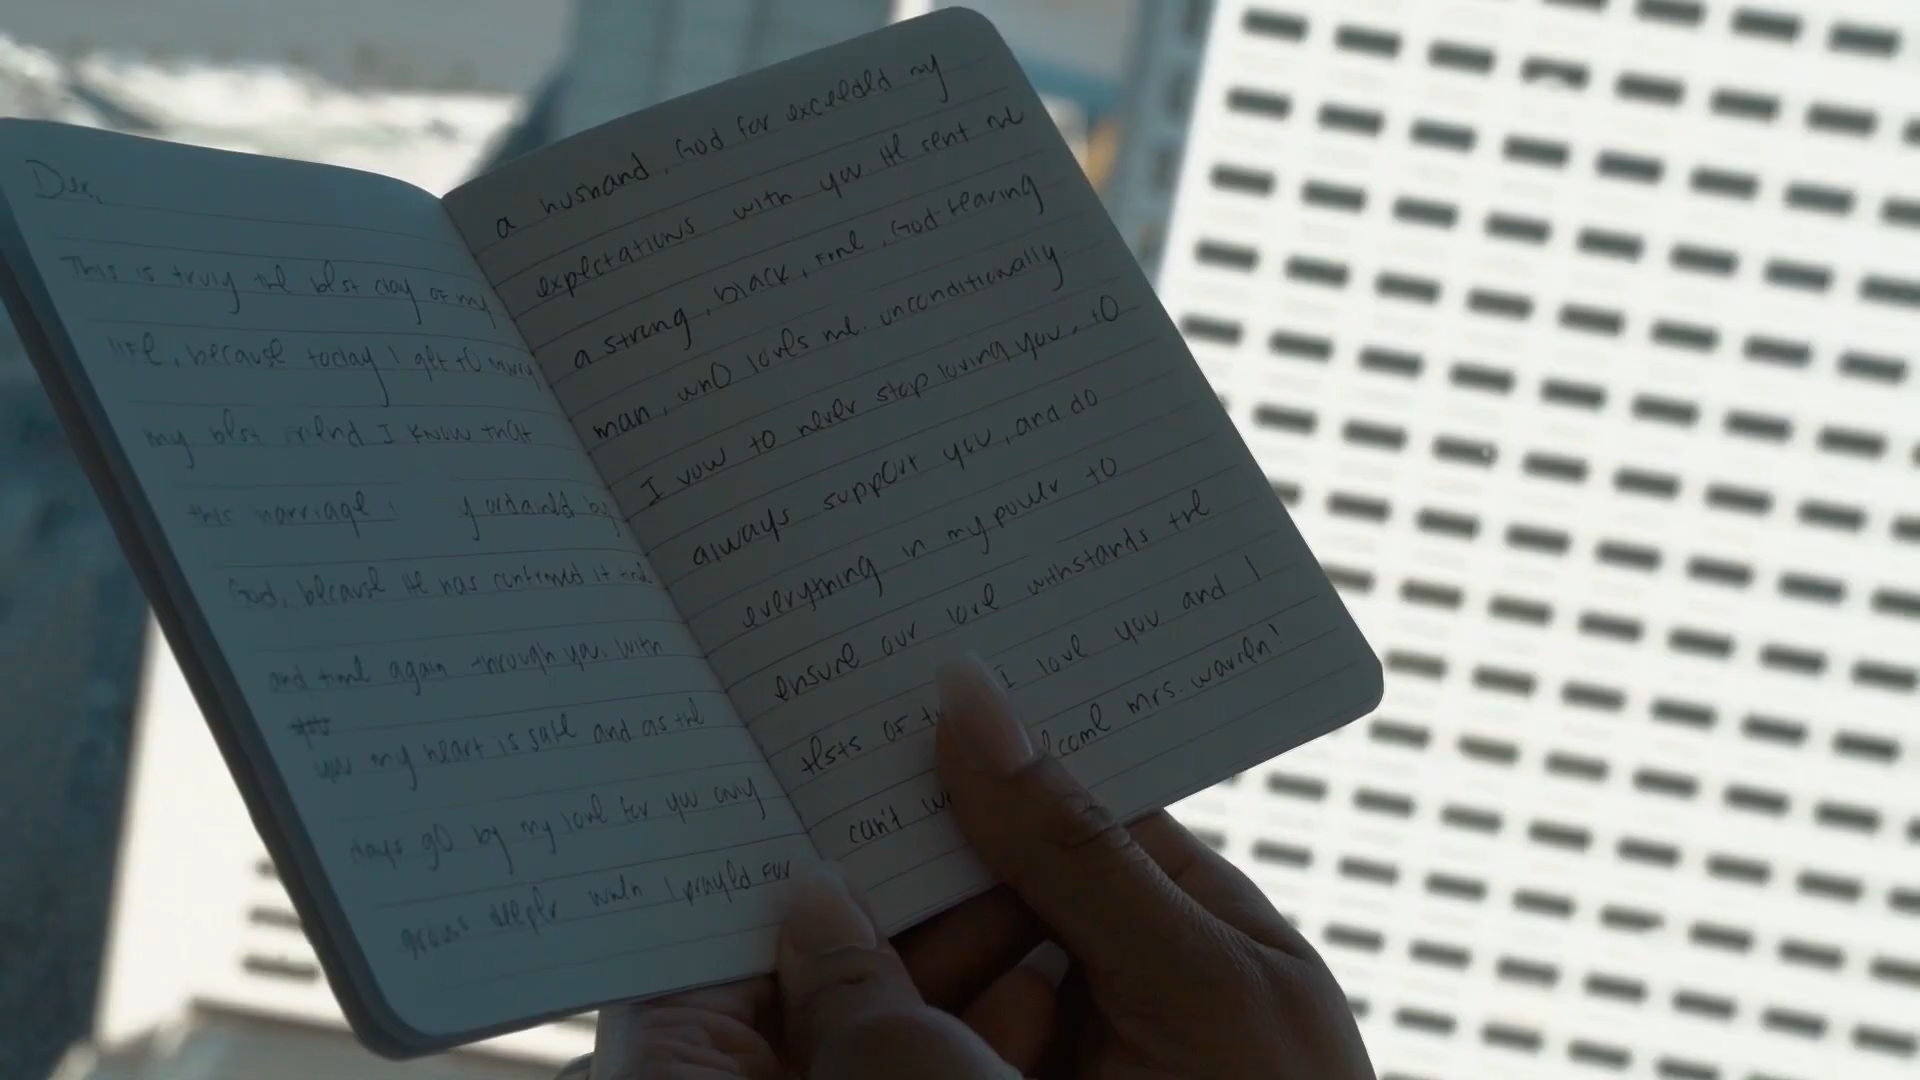 Dex,
This is truly the best day of my
life, because today I get to marry
my best friend I know that
this marriage ordained by
God, because He has confirmed it time
and time again through you. With
you my heart is safe and as the
days go by my love for you only
grows deeper when I prayed for
a husband, God far exceeded my
expectations with you. He sent me
a strong, black, fine, God-fearing
man, who loves me unconditionally.
I vow to never stop loving you, to
always support you, and do
everything in my power to
ensure our love withstands the
tests of I love you and I
can't mrs. warren!